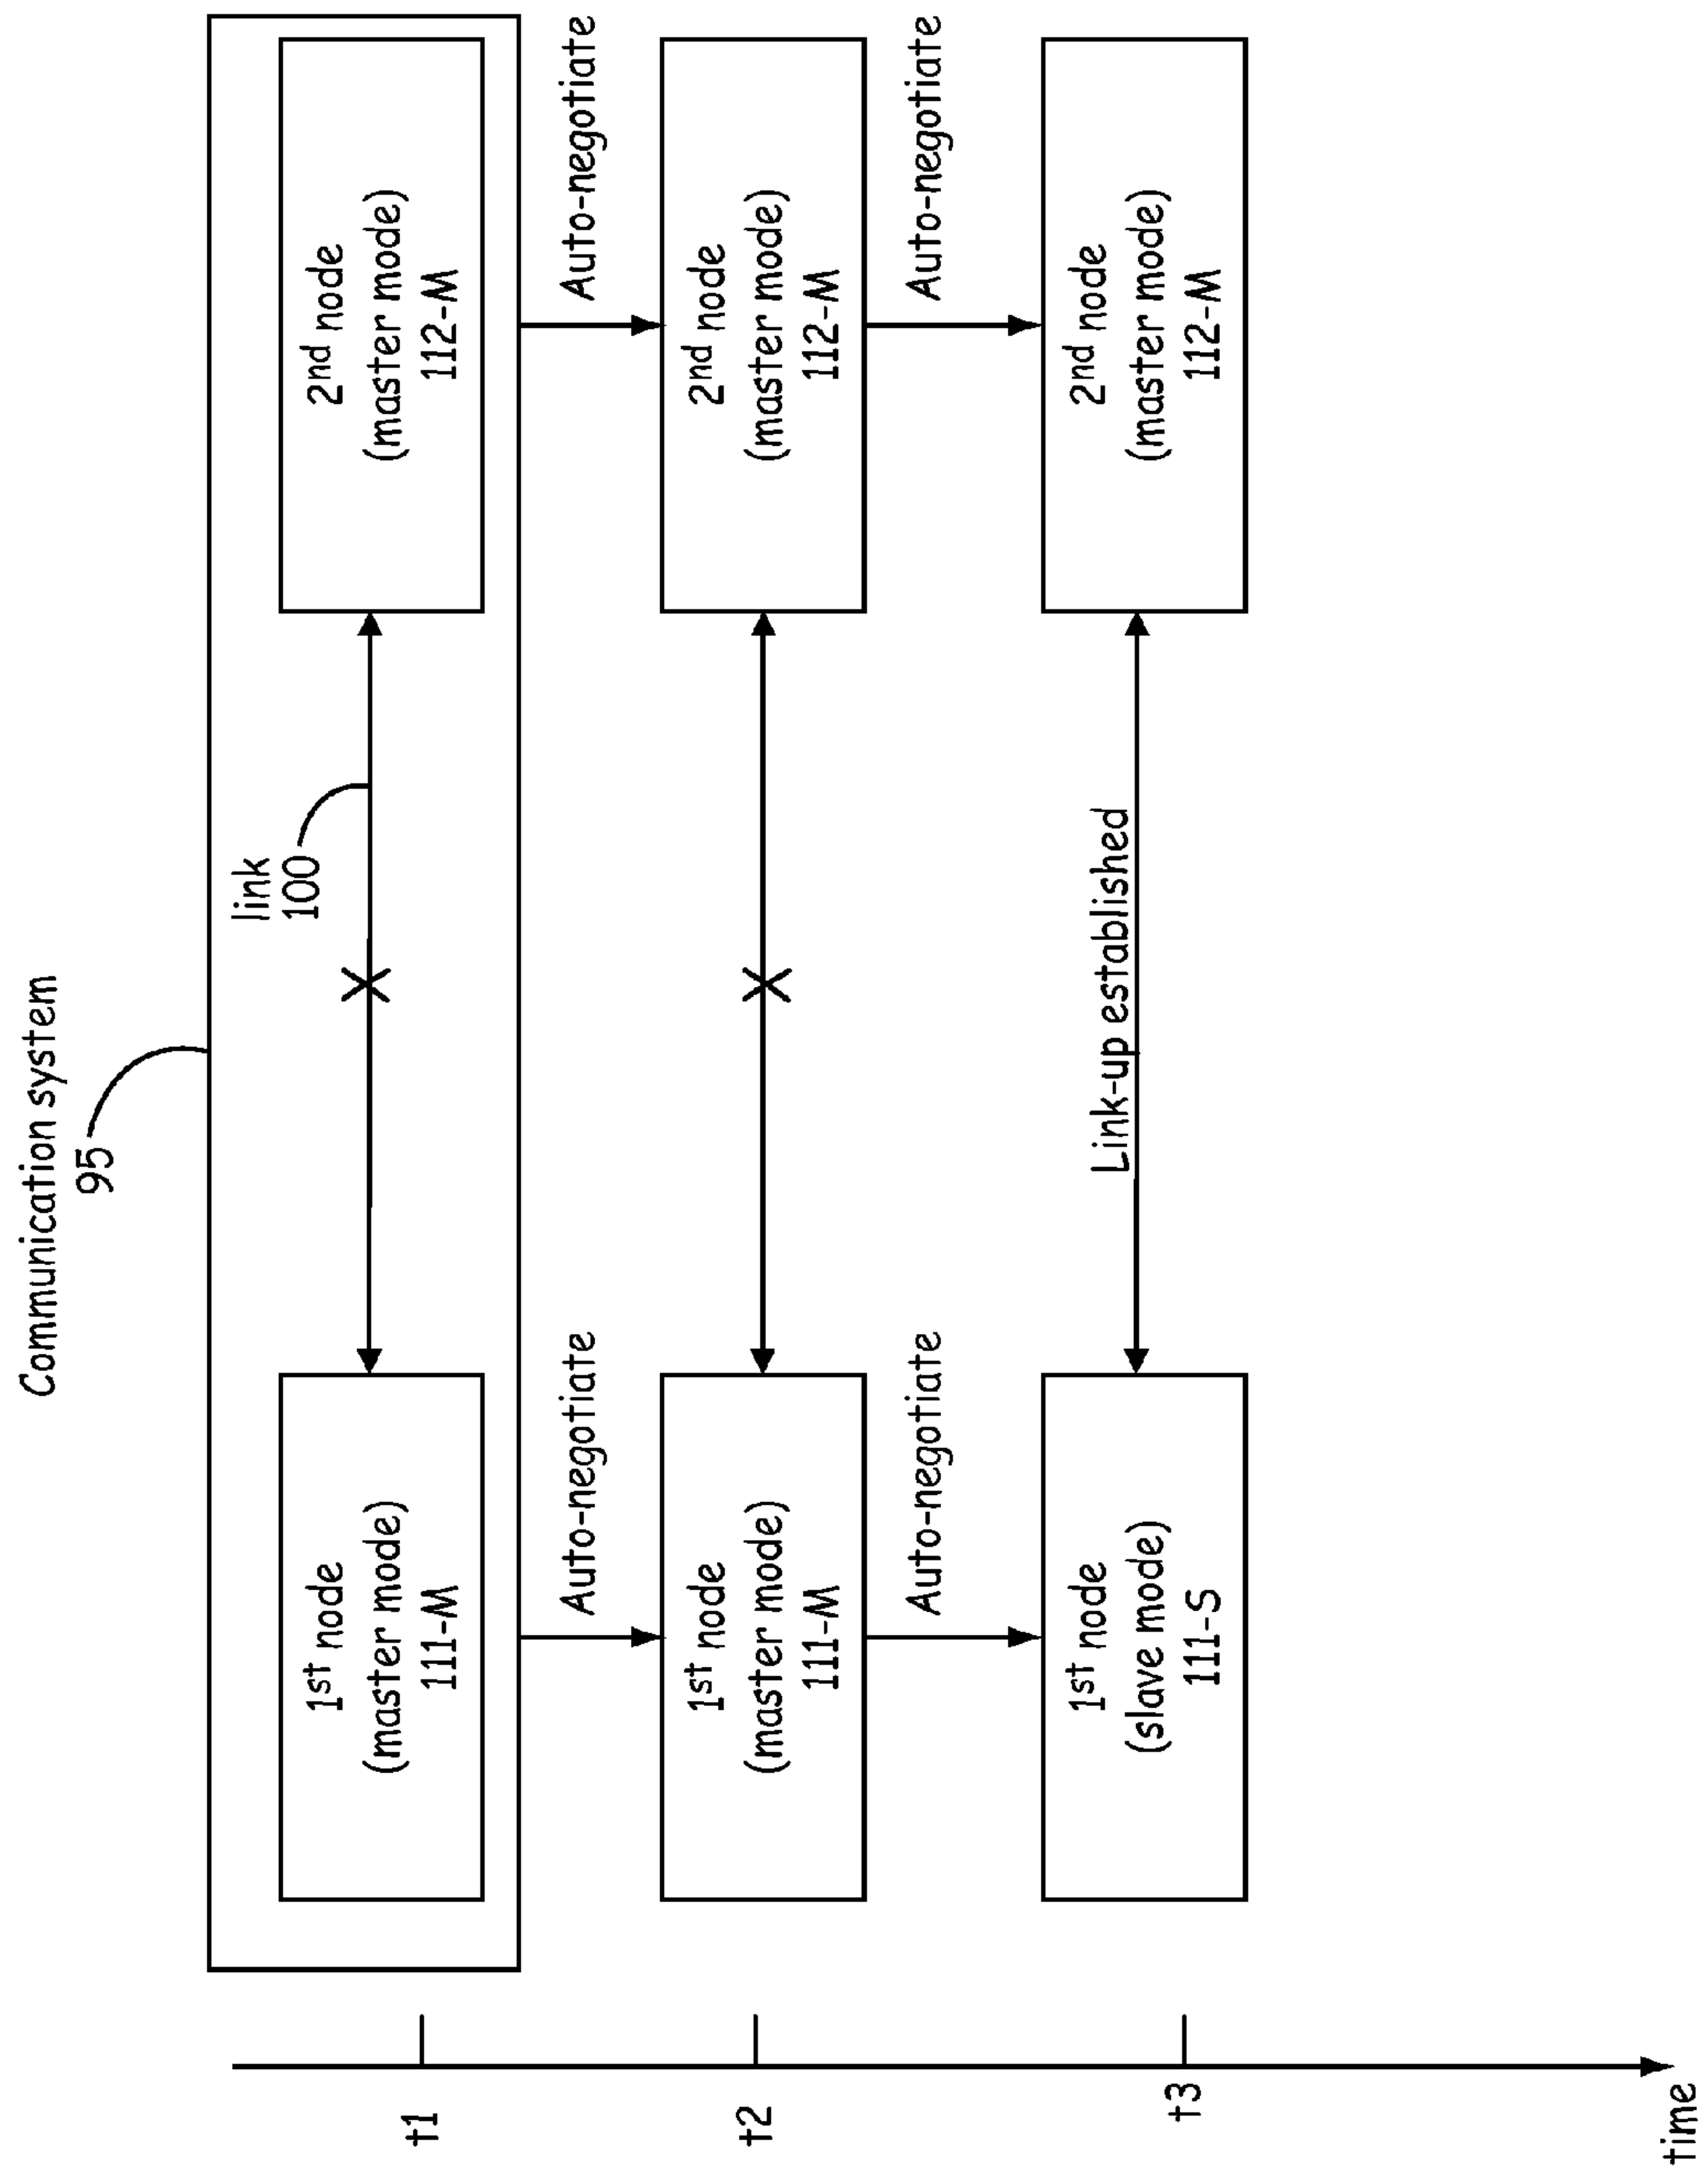 Communication system
95
link
100
t1
1st node
(master mode)
111-M
2nd node
(master mode)
112-M
Auto-negotiate
Auto-negotiate
t2
1st node
(master mode)
111-M
2nd node
(master mode)
112-M
Auto-negotiate
Auto-negotiate
t3
1st node
(slave mode)
111-S
Link-up established
2nd node
(master mode)
112-M
time